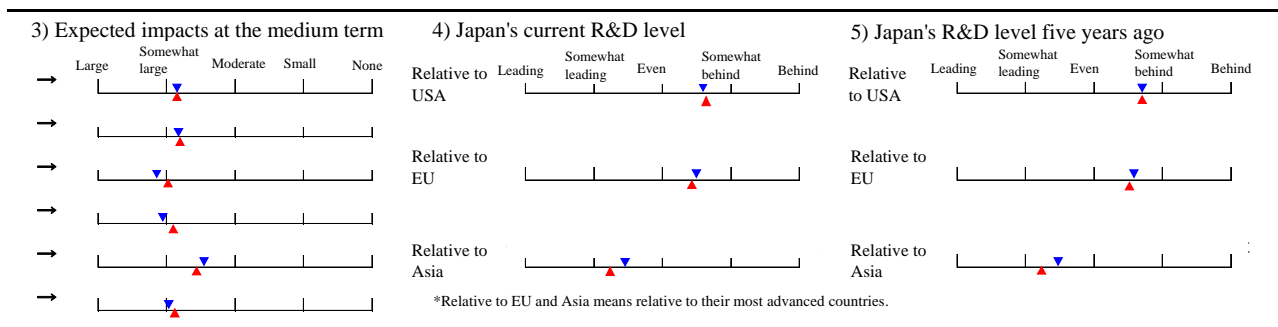 3) Expected impacts at the medium term
Large
Somewhat
large
Moderate
Small
None
→
→
→
→
→
→
4) Japan's current R&D level
Relative to
USA
Leading
Somewhat
leading
Even
Somewhat
behind
Behind
Relative to
EU
Relative to
Asia
*Relative to EU and Asia means relative to their most advanced countries.
5) Japan's R&D level five years ago
Relative
to USA
Leading
Somewhat
leading
Even
Somewhat
behind
Behind
Relative to
EU
Relative to
Asia